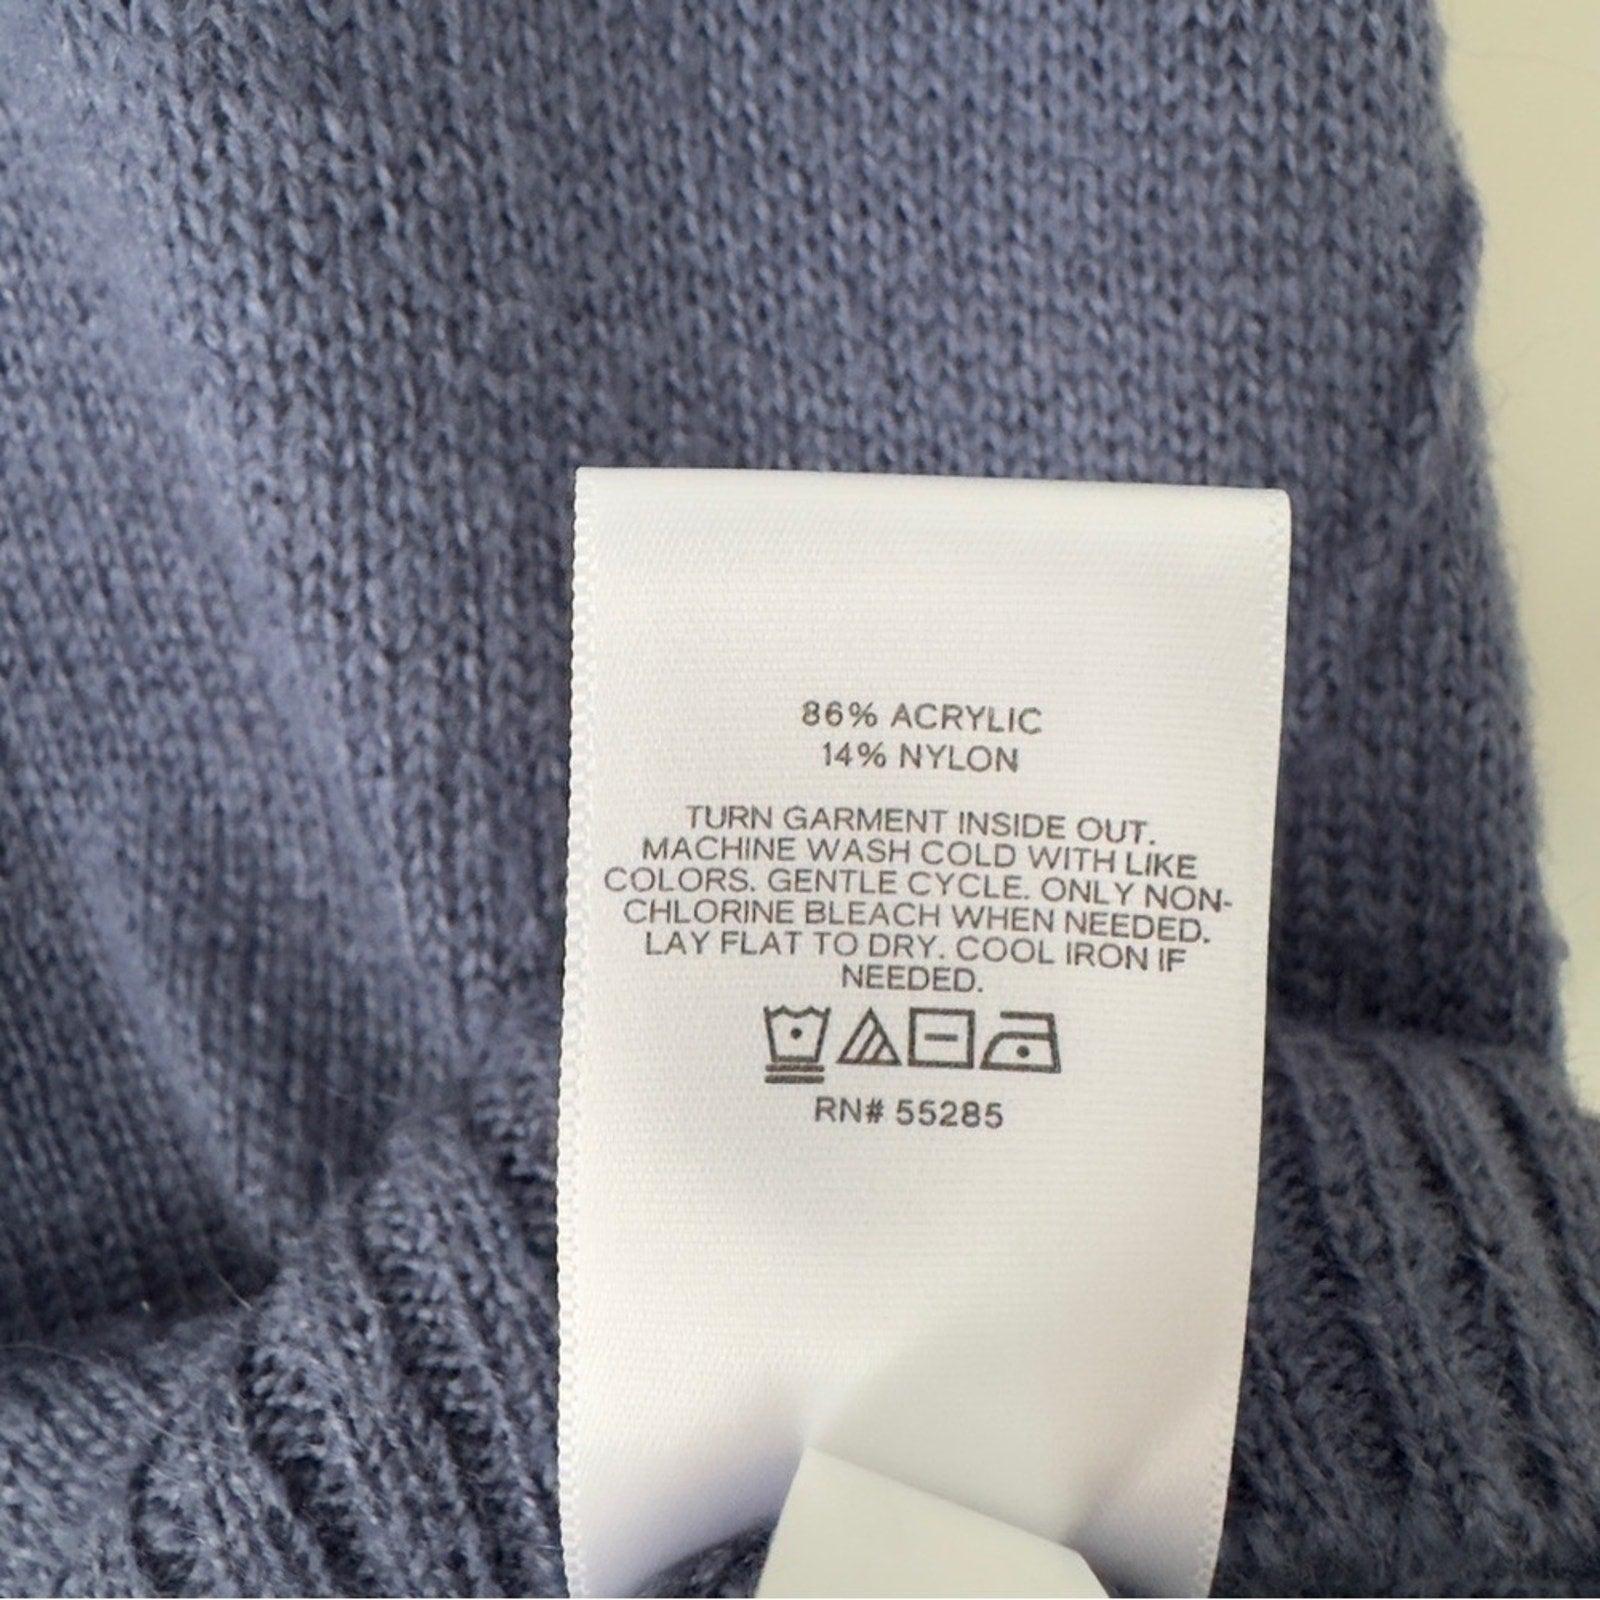 86% ACRYLIC
14% NYLON
TURN GARMENT INSIDE OUT.
MACHINE WASH COLD WITH LIKE
COLORS. GENTLE CYCLE. ONLY NON-
CHLORINE BLEACH WHEN NEEDED.
LAY FLAT TO DRY. COOL IRON IF
NEEDED.
RN# 55285